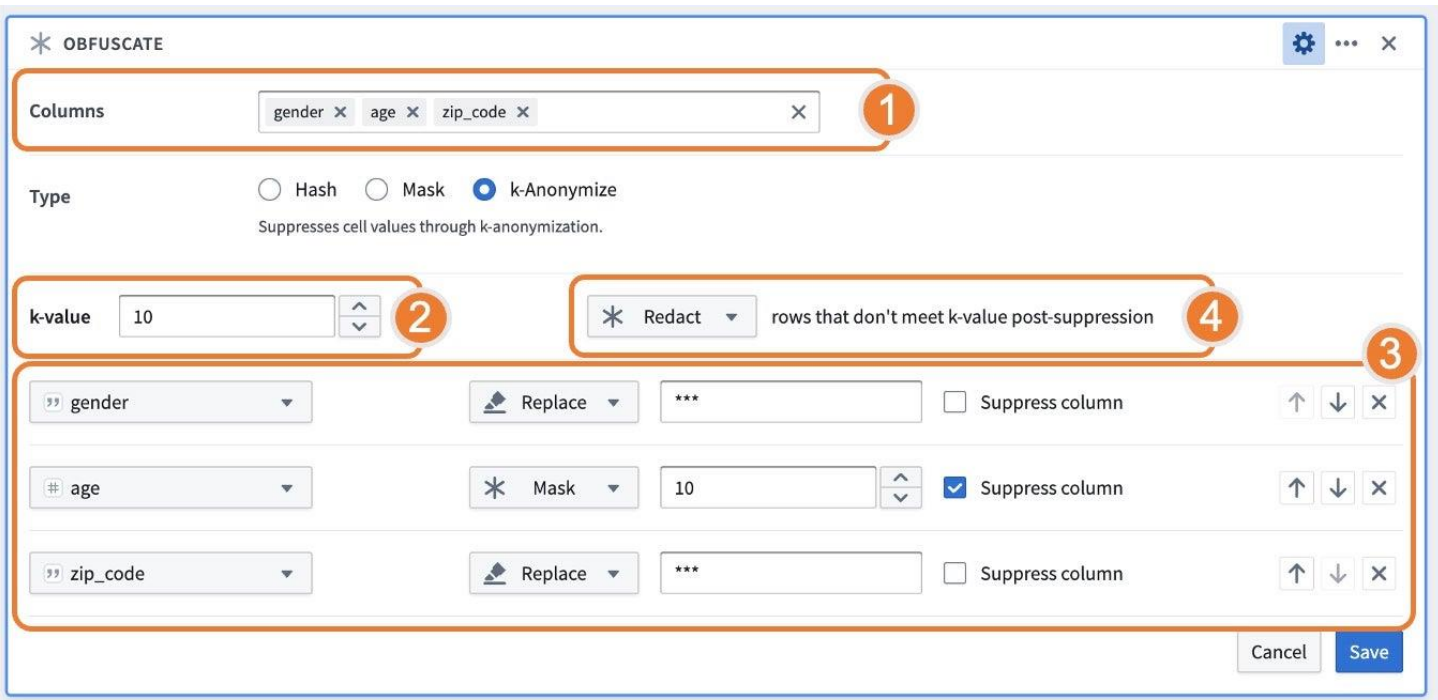 OBFUSCATE
Columns gender age zip_code 1
Type Hash Mask k-Anonymize
Suppresses cell values through k-anonymization.
k-value 10 2 Redact rows that don't meet k-value post-suppression 4
3
gender Replace *** Suppress column
# age Mask 10 Suppress column
zip_code Replace *** Suppress column
Cancel Save